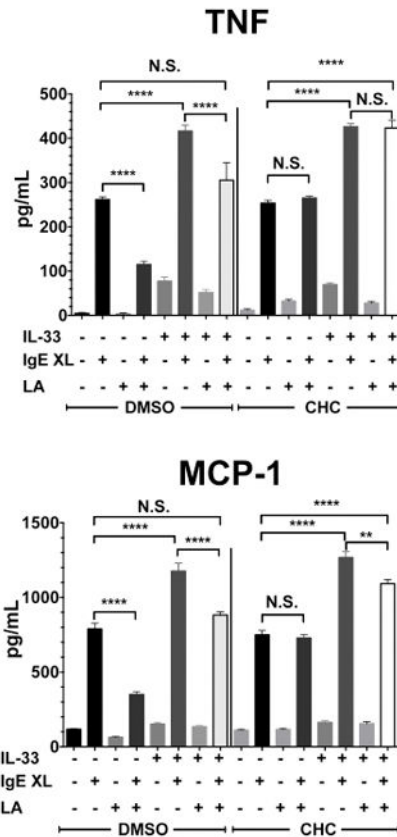 TNF
N.S. ****
**** **** **** N.S.
**** N.S.
500
400
300
200
100
0
pg/mL
IL-33 - - - - + + + + - - - - + + + +
IgE XL - + - + - + - + - + - + - + - +
LA - - + + - - + + - - + + - - + +
DMSO CHC
MCP-1
N.S. ****
**** **** **** **
**** N.S.
1500
1000
500
0
pg/mL
IL-33 - - - - + + + + - - - - + + + +
IgE XL - + - + - + - + - + - + - + - +
LA - - + + - - + + - - + + - - + +
DMSO CHC